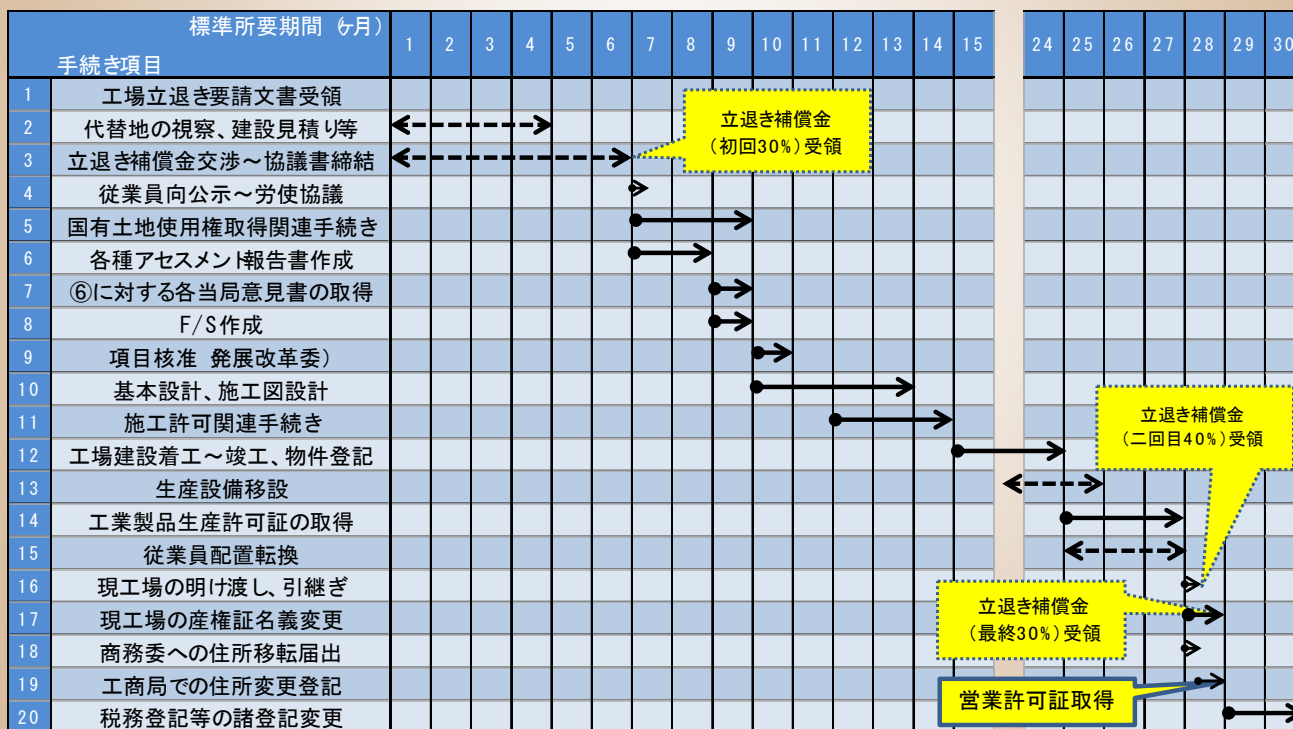 標準所要期間 ヶ月)
手続き項目
1 2 3 4 5 6 7 8 9 10 11 12 13 14 15 24 25 26 27 28 29 30
1 工場立退き要請文書受領
2 代替地の視察、建設見積り等
3 立退き補償金交渉~協議書締結
4 従業員向公示~労使協議
5 国有土地使用権取得関連手続き
6 各種アセスメント報告書作成
7 ⑥に対する各当局意見書の取得
8 F/S作成
9 項目核准 発展改革委)
10 基本設計、施工図設計
11 施工許可関連手続き
12 工場建設着工~竣工、物件登記
13 生産設備移設
14 工業製品生産許可証の取得
15 従業員配置転換
16 現工場の明け渡し、引継ぎ
17 現工場の産権証名義変更
18 商務委への住所移転届出
19 工商局での住所変更登記
20 税務登記等の諸登記変更
立退き補償金
(初回30%)受領
立退き補償金
(二回目40%)受領
立退き補償金
(最終30%)受領
営業許可証取得